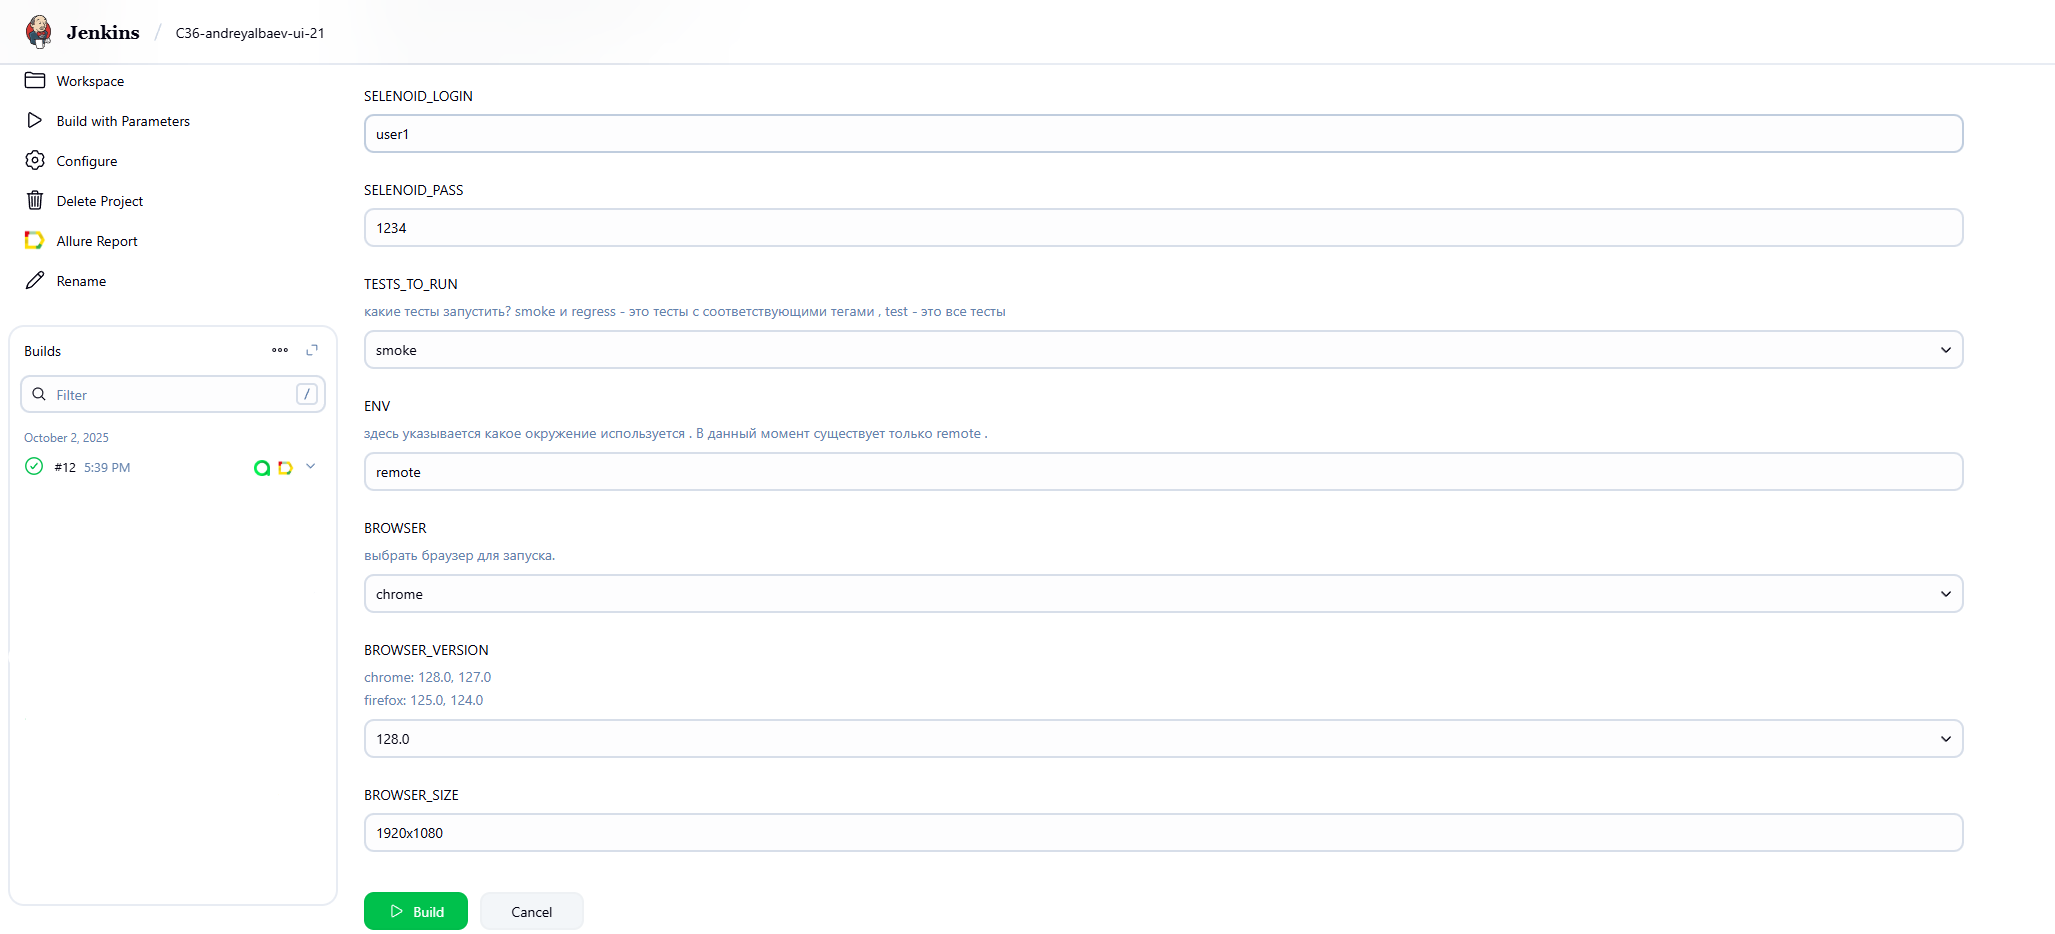 Jenkins / C36-andreyalbaev-ui-21
Workspace
Build with Parameters
Configure
Delete Project
Allure Report
Rename
Builds
Filter /
October 2, 2025
#12 5:39 PM
SELENOID_LOGIN
user1
SELENOID_PASS
1234
TESTS_TO_RUN
какие тесты запустить? smoke и regress - это тесты с соответствующими тегами , test - это все тесты
smoke
ENV
здесь указывается какое окружение используется . В данный момент существует только remote .
remote
BROWSER
выбрать браузер для запуска.
chrome
BROWSER_VERSION
chrome: 128.0, 127.0
firefox: 125.0, 124.0
128.0
BROWSER_SIZE
1920x1080
Build
Cancel